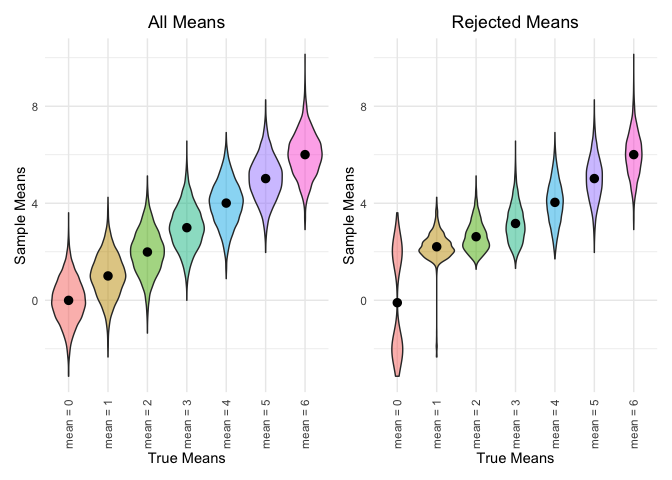 All Means
Sample Means
8
4
0
mean = 0
mean = 1
mean = 2
mean = 3
mean = 4
mean = 5
mean = 6
True Means
Rejected Means
Sample Means
8
4
0
mean = 0
mean = 1
mean = 2
mean = 3
mean = 4
mean = 5
mean = 6
True Means